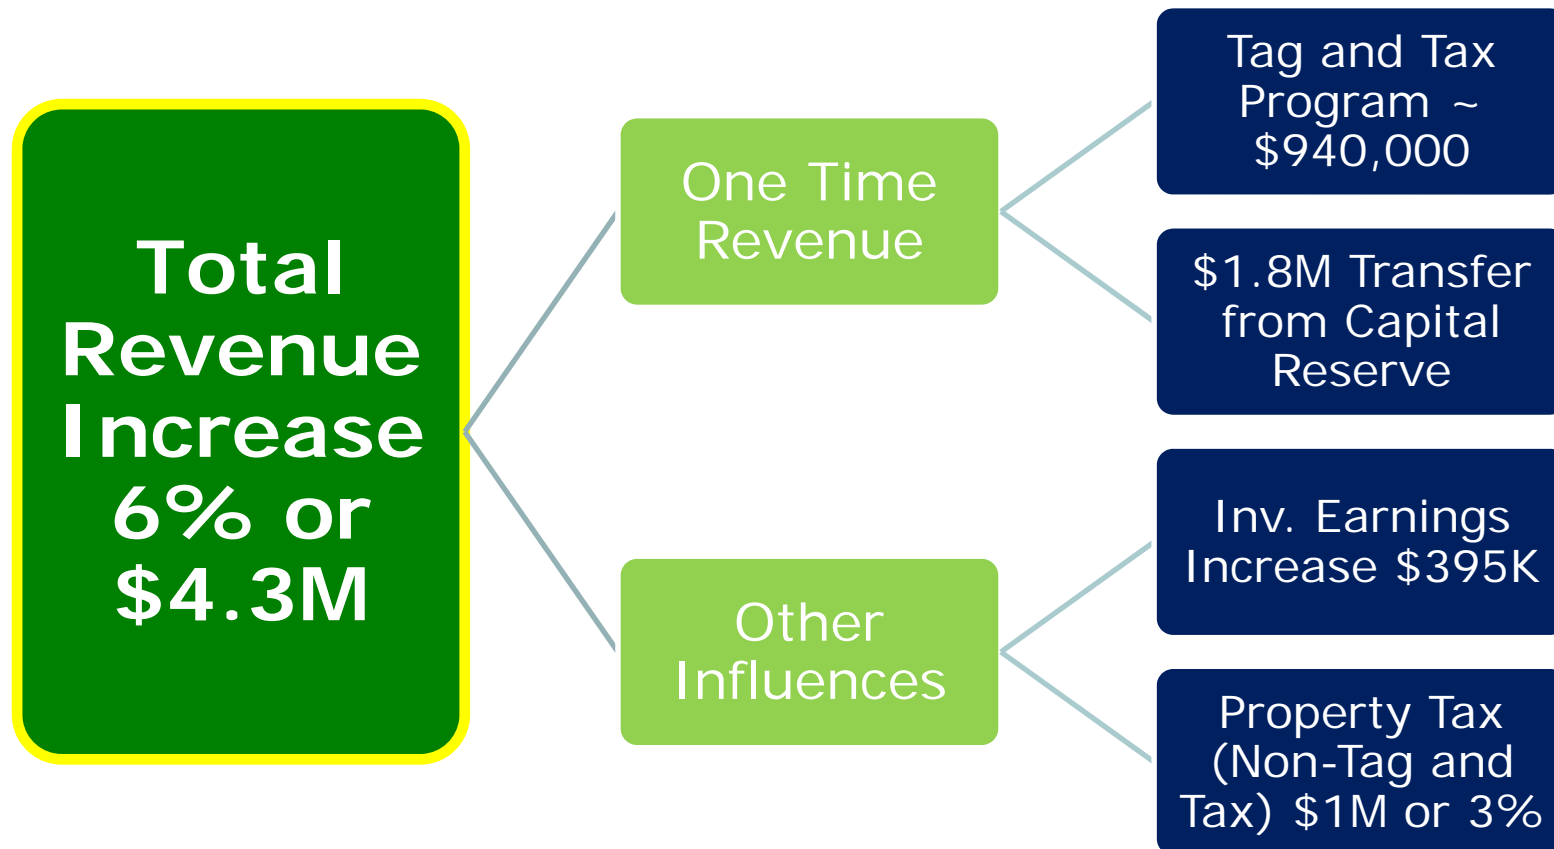 Total
Revenue
Increase
6% or
$4.3M
One Time
Revenue
Other
Influences
Tag and Tax
Program ~
$940,000
$1.8M Transfer
from Capital
Reserve
Inv. Earnings
Increase $395K
Property Tax
(Non-Tag and
Tax) $1M or 3%